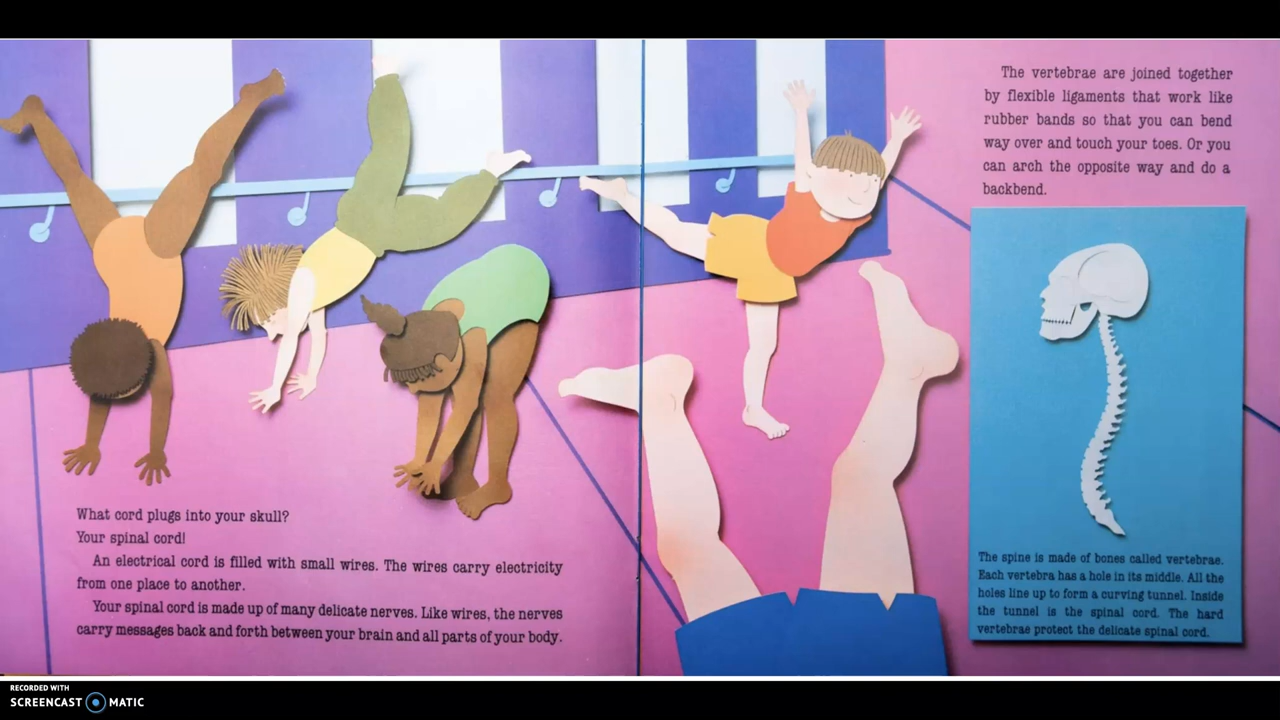 What cord plugs into your skull?
Your spinal cord!
An electrical cord is filled with small wires. The wires carry electricity
from one place to another.
Your spinal cord is made up of many delicate nerves. Like wires, the nerves
carry messages back and forth between your brain and all parts of your body.
The vertebrae are joined together
by flexible ligaments that work like
rubber bands so that you can bend
way over and touch your toes. Or you
can arch the opposite way and do a
backbend.
The spine is made of bones called vertebrae.
Each vertebra has a hole in its middle. All the
holes line up to form a curving tunnel. Inside
the tunnel is the spinal cord. The hard
vertebrae protect the delicate spinal cord.
RECORDED WITH
SCREENCAST MATIC